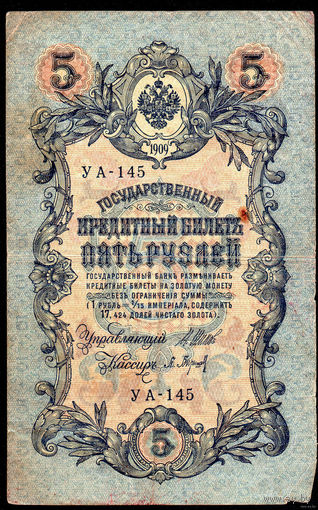 5 5
1909
УА-145
ГОСУДАРСТВЕННЫЙ
КРЕДИТНЫЙ БИЛЕТЪ
ПЯТЬ РУБЛЕЙ
ГОСУДАРСТВЕННЫЙ БАНКЪ РАЗМѢНИВАЕТЪ
КРЕДИТНЫЕ БИЛЕТЫ НА ЗОЛОТУЮ МОНЕТУ
БЕЗЪ ОГРАНИЧЕНІЯ СУММЫ
(1 РУБЛЬ = 1/15 ИМПЕРІАЛА, СОДЕРЖИТЪ
17,424 ДОЛЕЙ ЧИСТАГО ЗОЛОТА).
Управляющій
Кассиръ
УА-145
5